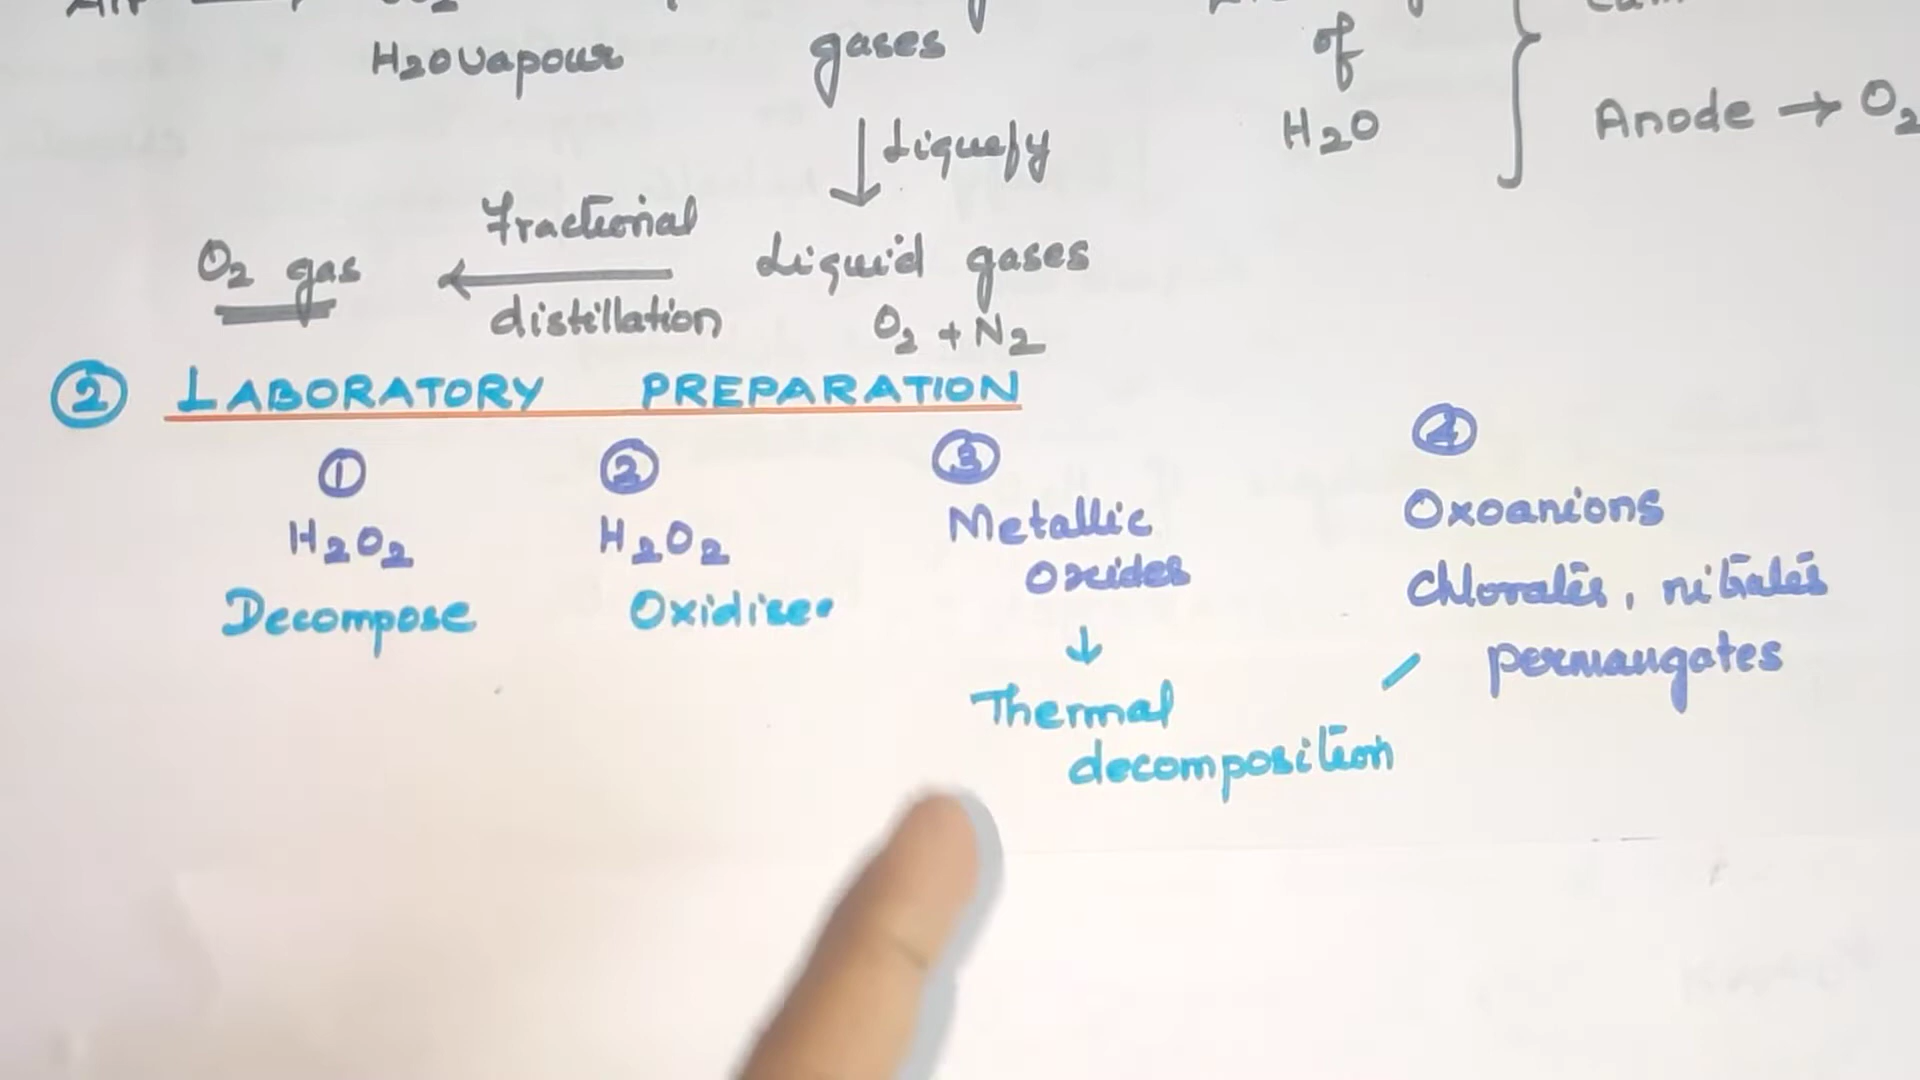 H2O vapour
gases
of
H2O
Anode → O2
↓ Liquefy
Fractional
O2 gas ← Liquid gases
distillation
O2 + N2
② LABORATORY PREPARATION
①
H2O2
Decompose
②
H2O2
Oxidise
③
Metallic
oxides
↓
Thermal
decomposition
④
Oxoanions
Chlorates, nitrates
permangates